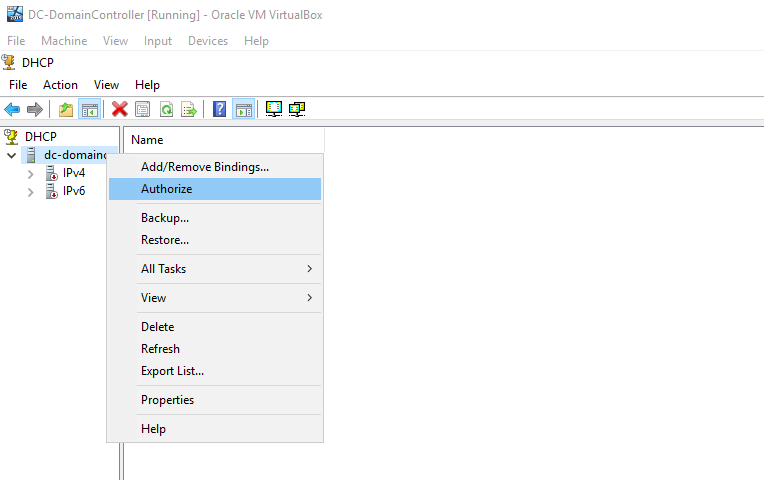 DC-DomainController [Running] - Oracle VM VirtualBox
File Machine View Input Devices Help
DHCP
File Action View Help
DHCP
Name
dc-domainc
Add/Remove Bindings...
IPv4
Authorize
IPv6
Backup...
Restore...
All Tasks
View
Delete
Refresh
Export List...
Properties
Help